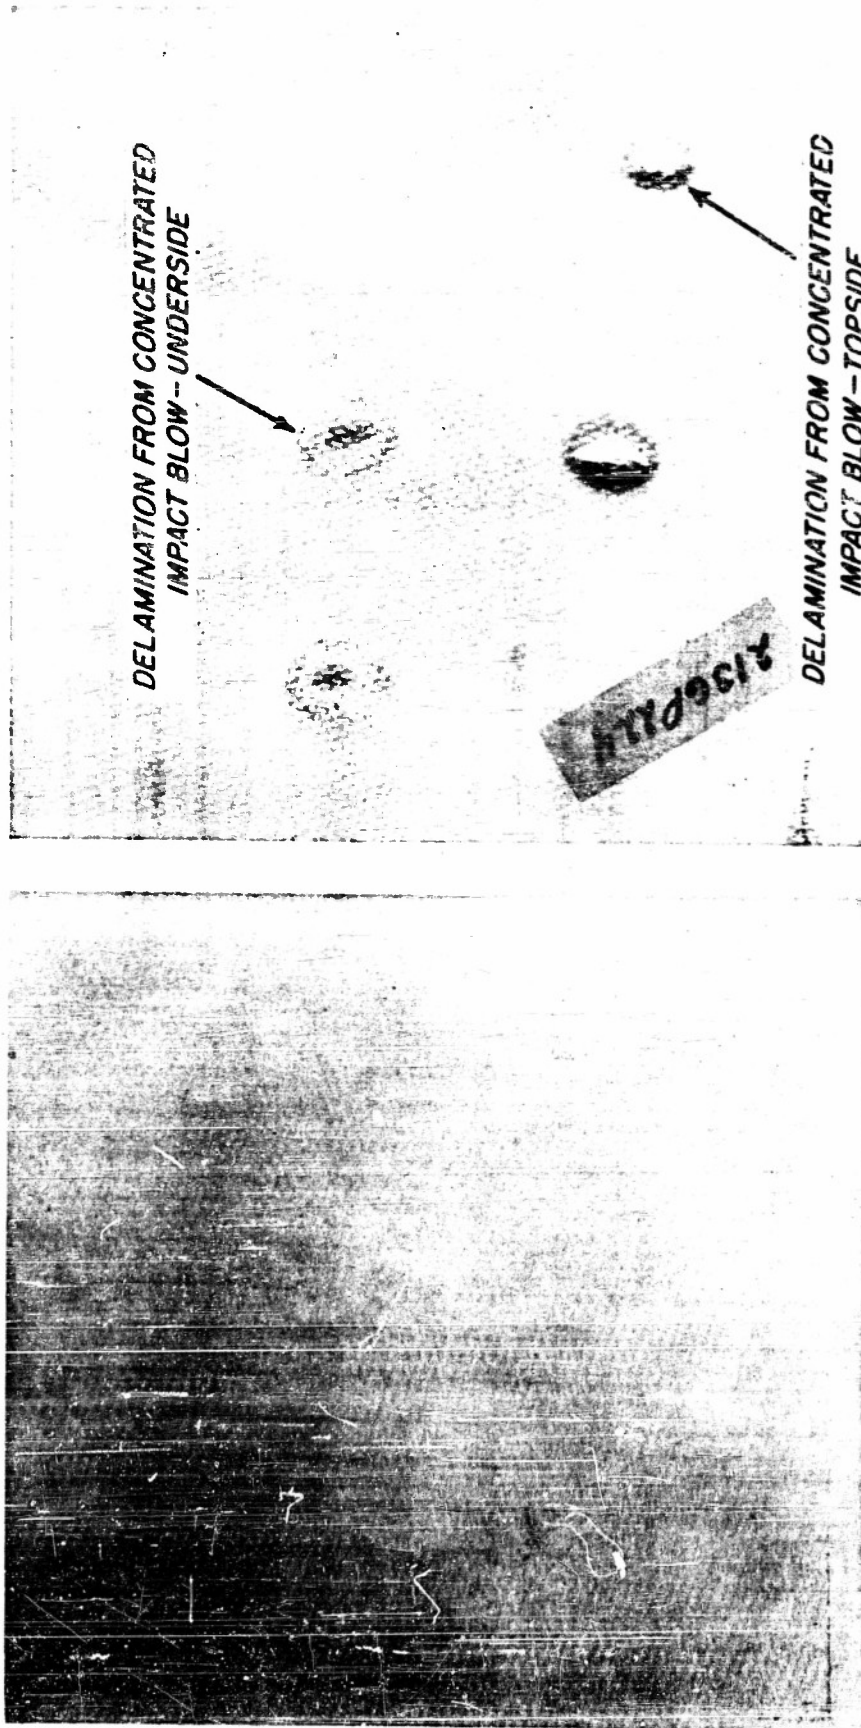 DELAMINATION FROM CONCENTRATED
IMPACT BLOW-UNDERSIDE
DELAMINATION FROM CONCENTRATED
IMPACT BLOW-TOPSIDE